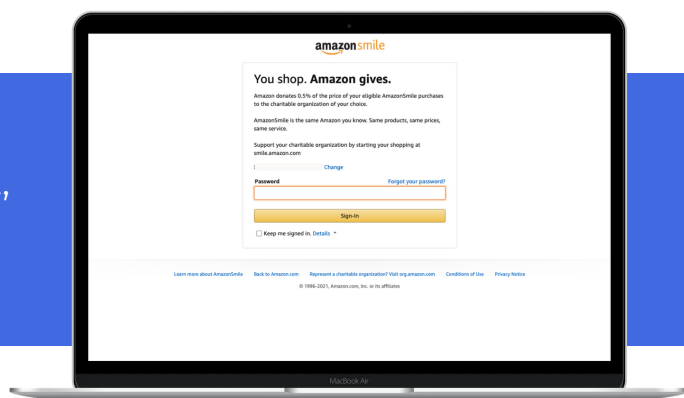 amazonsmile
You shop. Amazon gives.
Amazon donates 0.5% of the price of your eligible AmazonSmile purchases
to the charitable organization of your choice.
AmazonSmile is the same Amazon you know. Same products, same prices,
same service.
Support your charitable organization by starting your shopping at
smile.amazon.com
Change
Password Forgot your password?
Sign-In
Keep me signed in. Details
Learn more about AmazonSmile Back to Amazon.com Represent a charitable organization? Visit org.amazon.com Conditions of Use Privacy Notice
© 1996-2021, Amazon.com, Inc. or its affiliates
MacBook Air